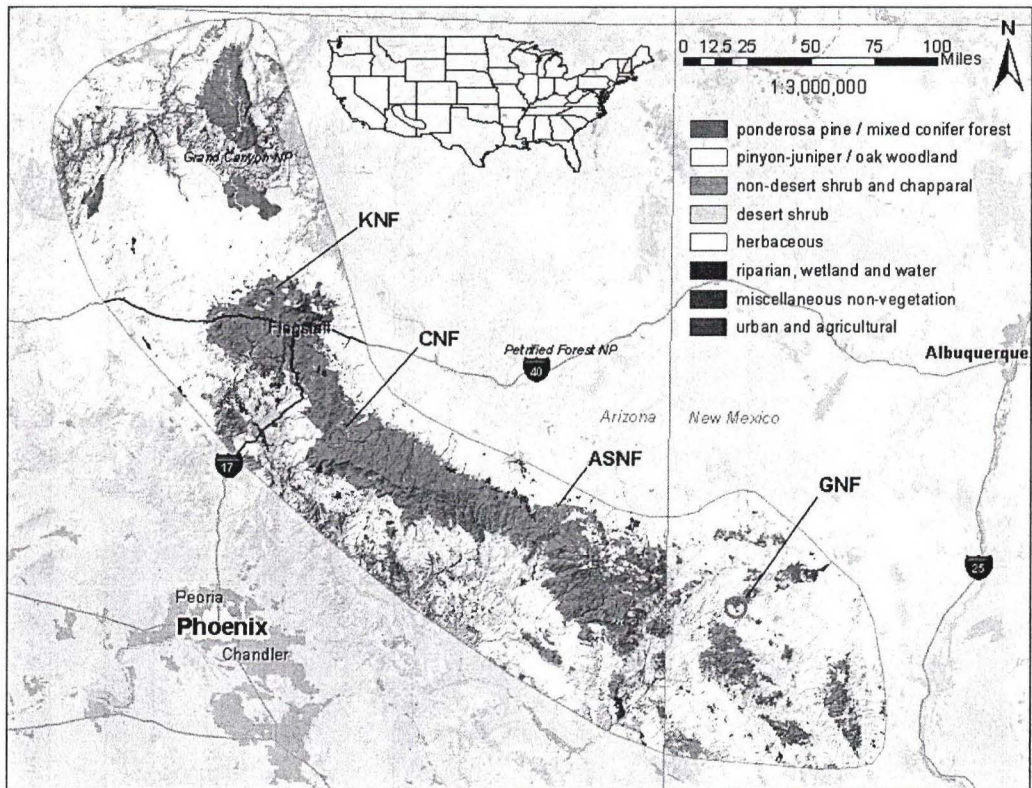 0 12.5 25 50 75 100
Miles
1:3,000,000
N
ponderosa pine / mixed conifer forest
pinyon-juniper / oak woodland
non-desert shrub and chapparal
desert shrub
herbaceous
riparian, wetland and water
miscellaneous non-vegetation
urban and agricultural
Grand Canyon NP
KNF
Flagstaff
CNF
Petrified Forest NP
40
Albuquerque
Arizona
New Mexico
17
ASNF
GNF
25
Peoria
Phoenix
Chandler